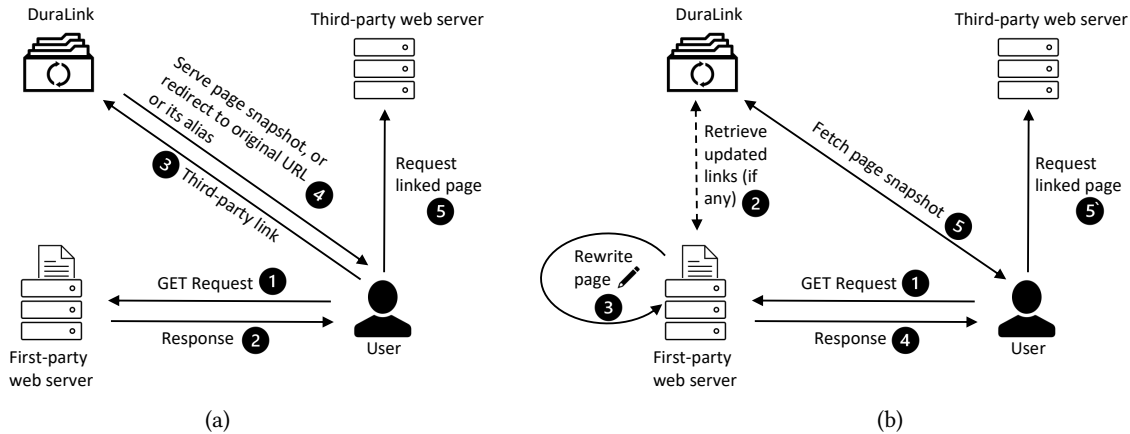 DuraLink
Third-party web server
Serve page snapshot, or
redirect to original URL
or its alias
4
3 Third-party link
Request
linked page
5
GET Request 1
Response 2
First-party
web server
User
(a)
DuraLink
Third-party web server
Retrieve
updated
links (if
any) 2
Fetch page snapshot 5
Request
linked page
5`
Rewrite
page
3
GET Request 1
Response 4
First-party
web server
User
(b)